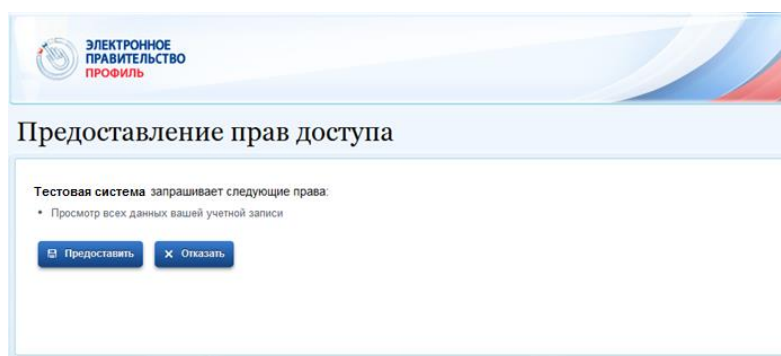 ЭЛЕКТРОННОЕ
ПРАВИТЕЛЬСТВО
ПРОФИЛЬ
Предоставление прав доступа
Тестовая система запрашивает следующие права:
• Просмотр всех данных вашей учетной записи
Предоставить Отказать